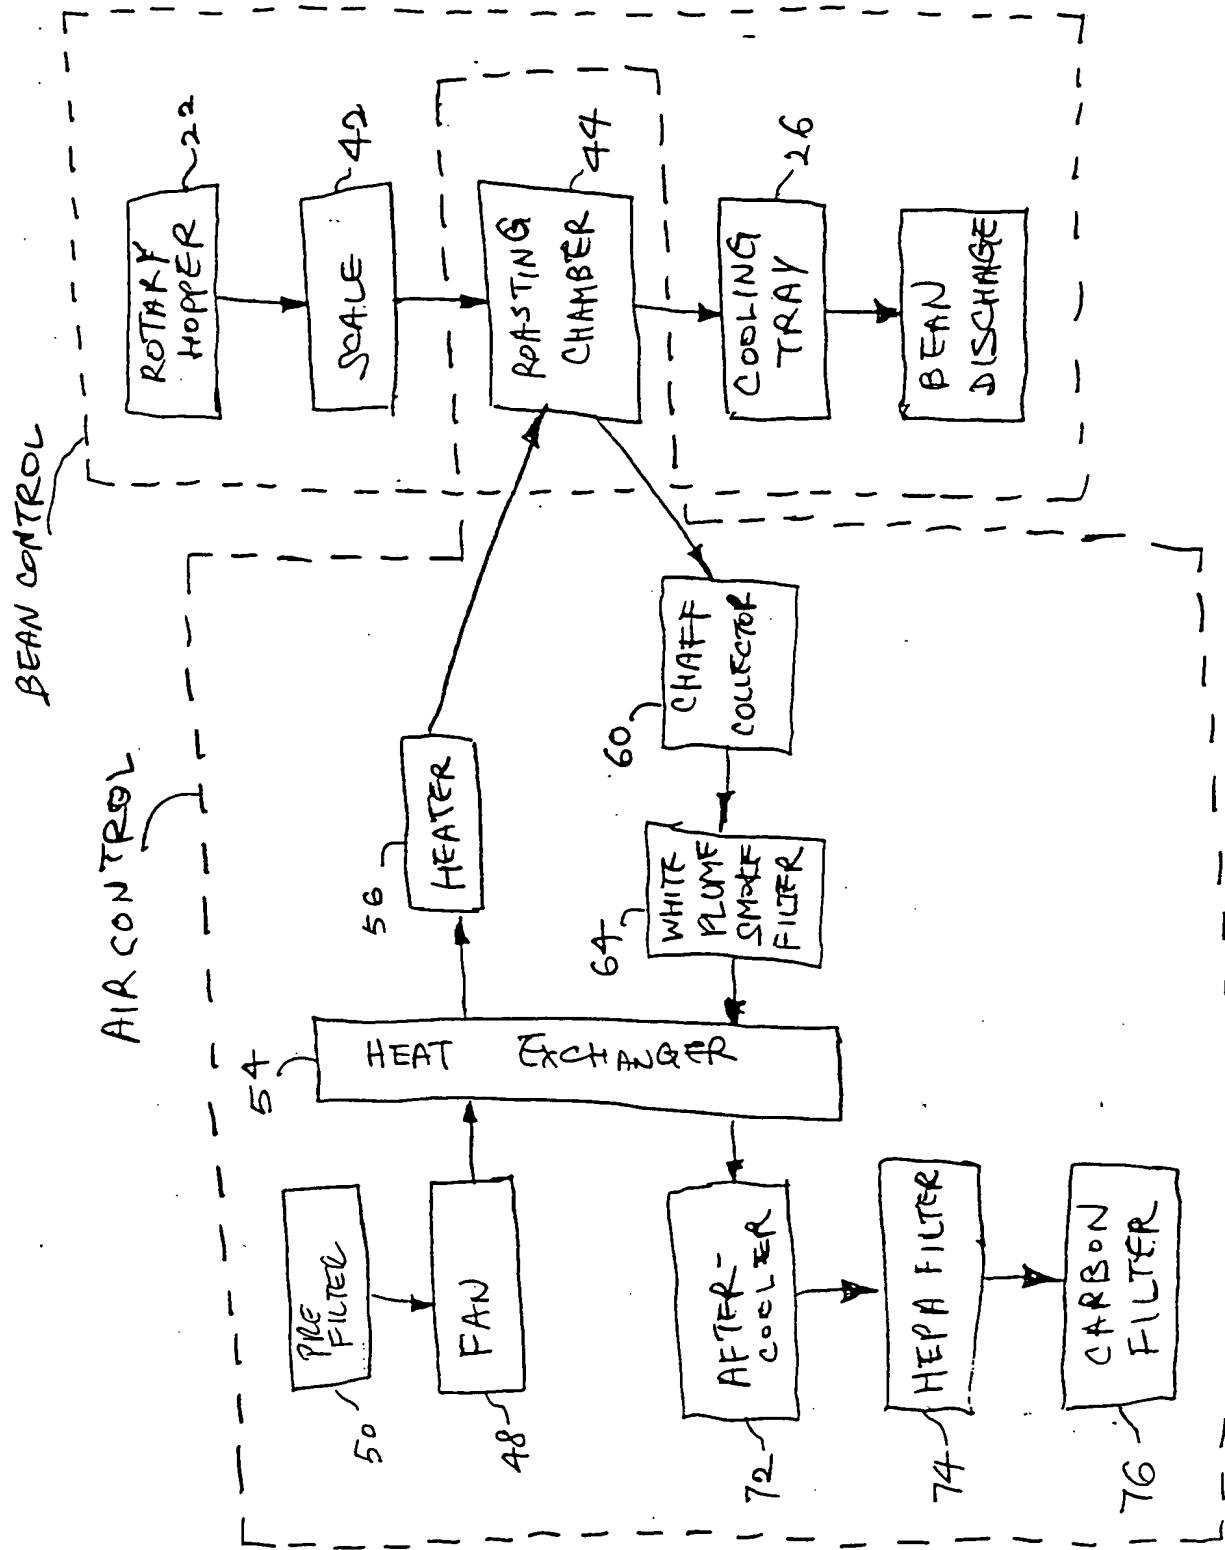 BEAN CONTROL
AIR CONTROL
ROTARY
HOPPER
22
SCALE
42
ROASTING
CHAMBER
44
COOLING
TRAY
26
BEAN
DISCHAGE
HEATER
56
CHAFF
COLLECTOR
60
WHITE
PLUME
SMOKE
FILTER
64
HEAT EXCHANGER
54
PRE
FILTER
50
FAN
48
AFTER-
COOLER
72
HEPA FILTER
74
CARBON
FILTER
76